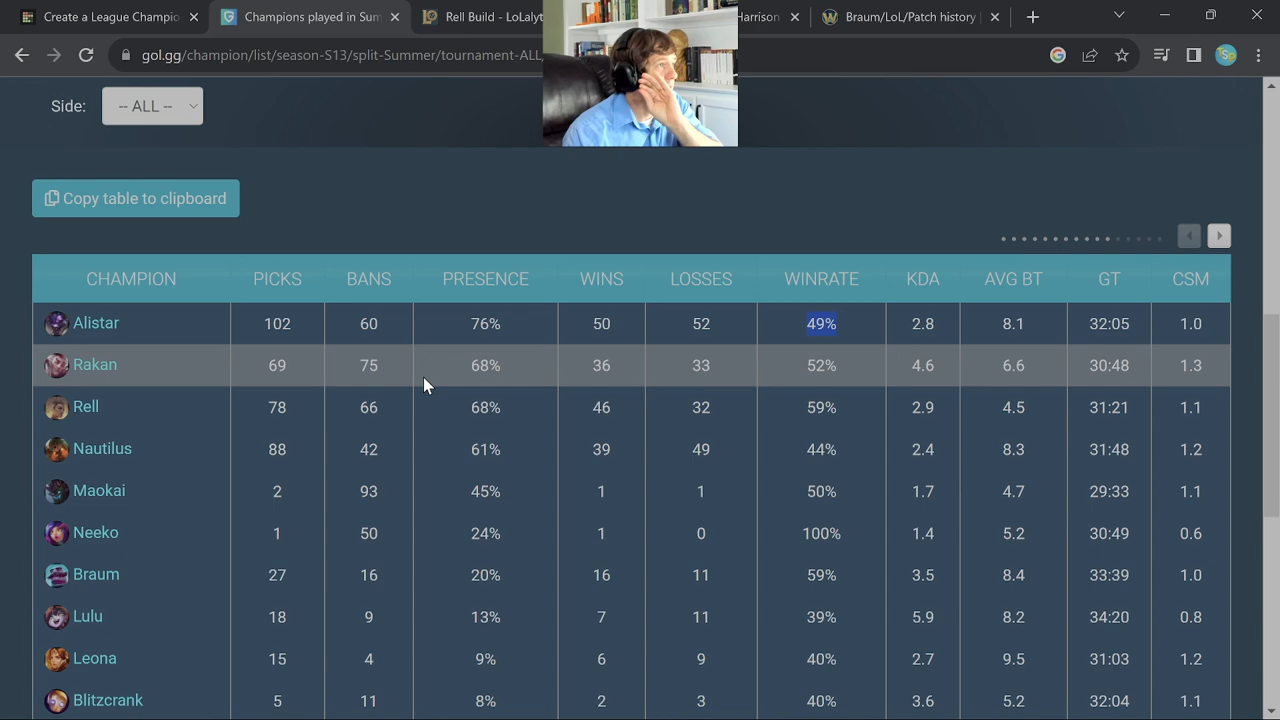 Create a League Champio
Champions played in Sum
Rell Build - LoLalyt
Harrison
Braum/LoL/Patch history
gol.gg/champion/list/season-S13/split-Summer/tournament-ALL/
Side:
-- ALL --
Copy table to clipboard
CHAMPION PICKS BANS PRESENCE WINS LOSSES WINRATE KDA AVG BT GT CSM
Alistar 102 60 76% 50 52 49% 2.8 8.1 32:05 1.0
Rakan 69 75 68% 36 33 52% 4.6 6.6 30:48 1.3
Rell 78 66 68% 46 32 59% 2.9 4.5 31:21 1.1
Nautilus 88 42 61% 39 49 44% 2.4 8.3 31:48 1.2
Maokai 2 93 45% 1 1 50% 1.7 4.7 29:33 1.1
Neeko 1 50 24% 1 0 100% 1.4 5.2 30:49 0.6
Braum 27 16 20% 16 11 59% 3.5 8.4 33:39 1.0
Lulu 18 9 13% 7 11 39% 5.9 8.2 34:20 0.8
Leona 15 4 9% 6 9 40% 2.7 9.5 31:03 1.2
Blitzcrank 5 11 8% 2 3 40% 3.6 5.2 32:04 1.1